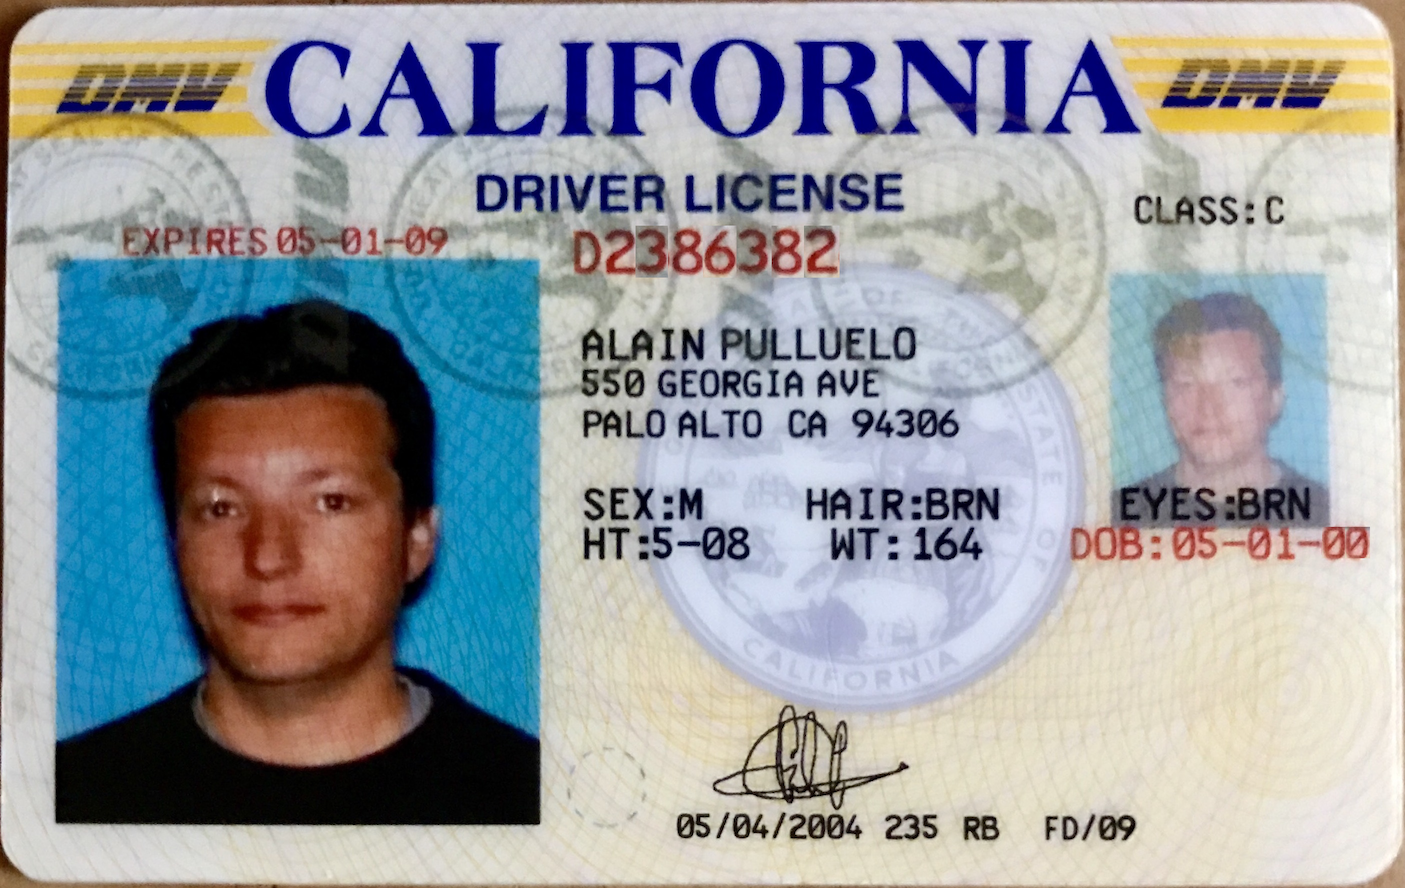 DMV CALIFORNIA DMV
DRIVER LICENSE
CLASS: C
EXPIRES 05-01-09 D2386382
ALAIN PULLUELO
550 GEORGIA AVE
PALO ALTO CA 94306
SEX:M HAIR:BRN EYES:BRN
HT:5-08 WT:164 DOB:05-01-00
CALIFORNIA
05/04/2004 235 RB FD/09